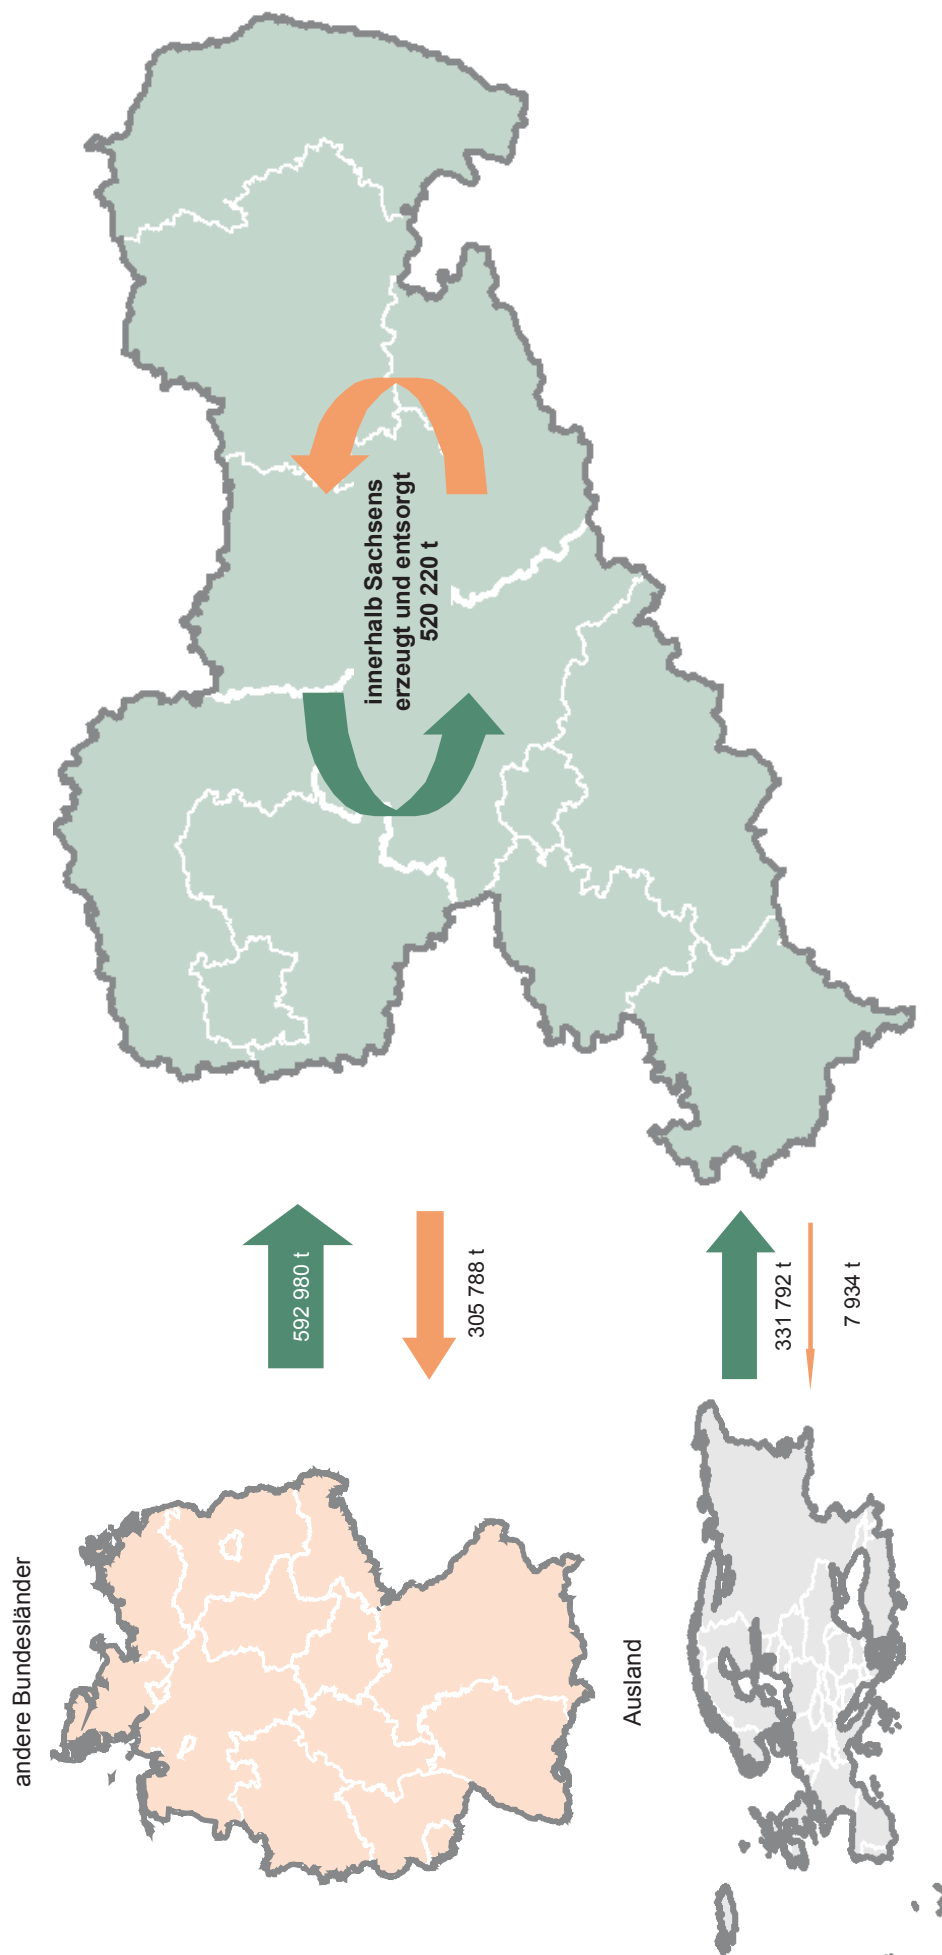 andere Bundesländer
592 980 t
305 788 t
innerhalb Sachsens
erzeugt und entsorgt
520 220 t
Ausland
331 792 t
7 934 t